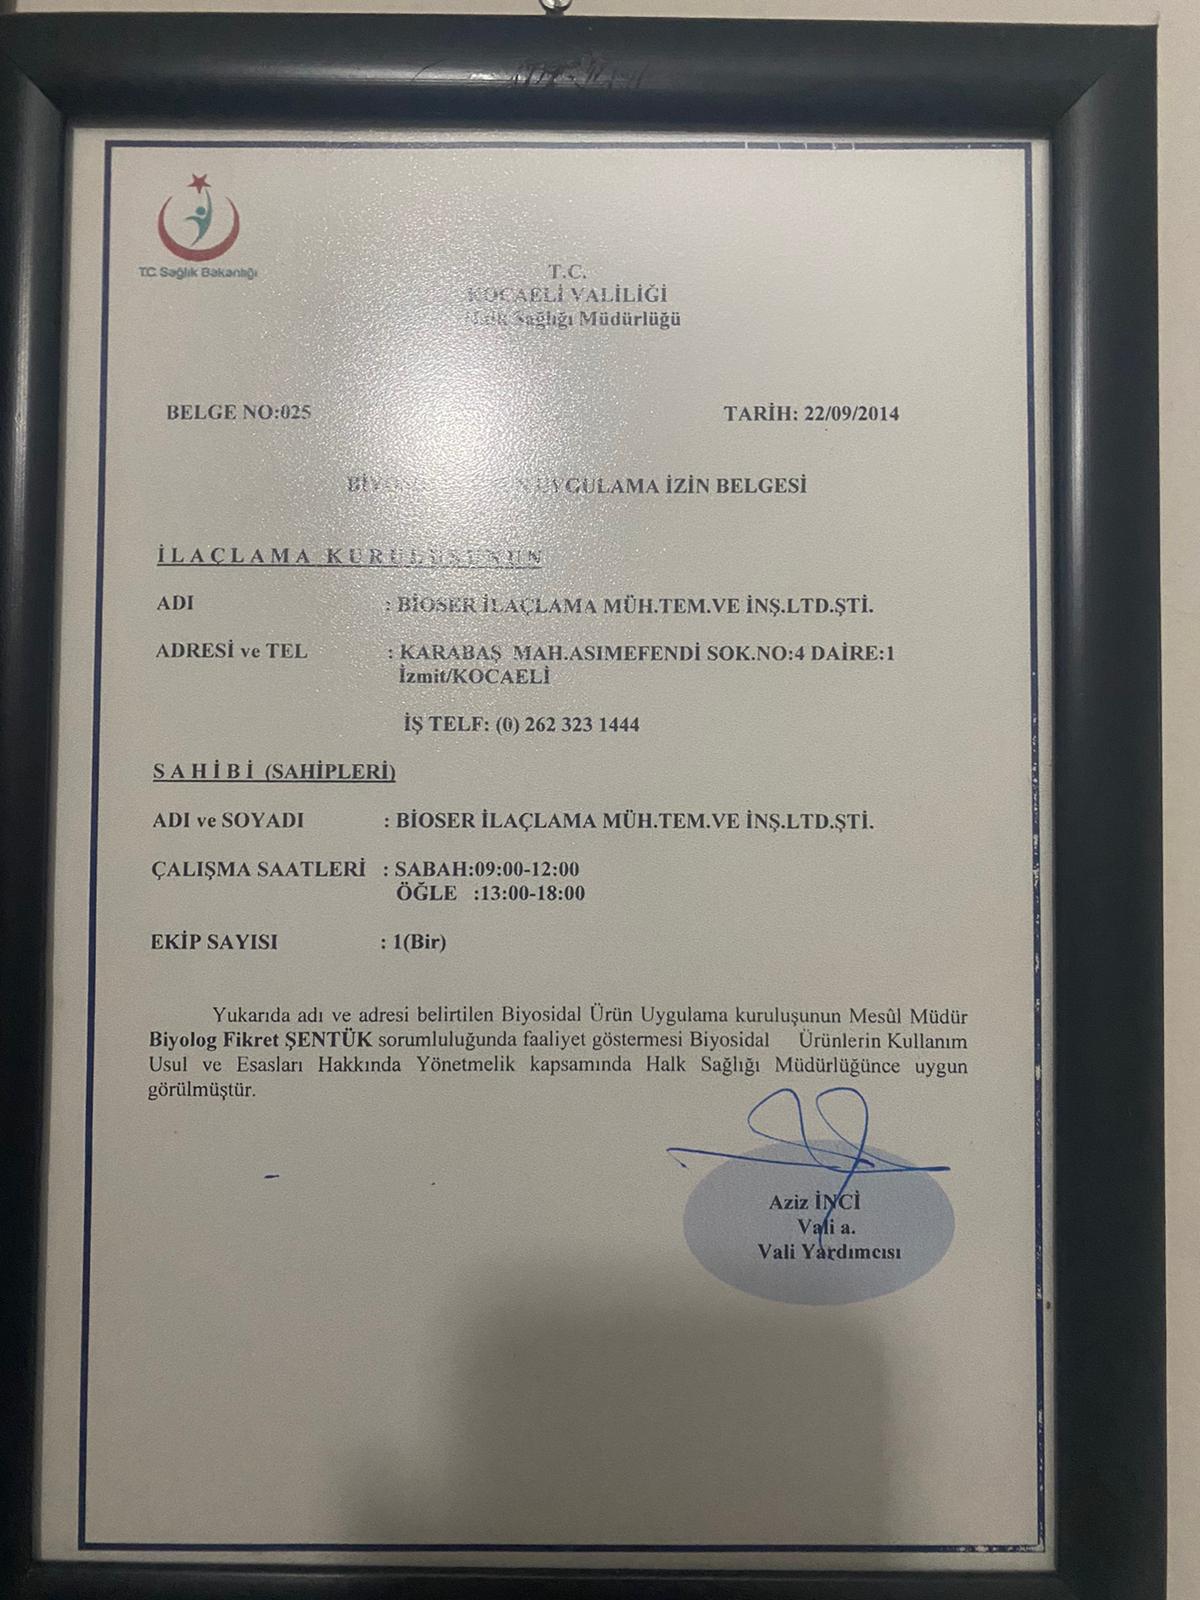 T.C. Sağlık Bakanlığı
T.C.
KOCAELİ VALİLİĞİ
Halk Sağlığı Müdürlüğü
BELGE NO:025
TARİH: 22/09/2014
UYGULAMA İZİN BELGESİ
İLAÇLAMA KURULUŞUNUN
ADI : BİOSER İLAÇLAMA MÜH.TEM.VE İNŞ.LTD.ŞTİ.
ADRESİ ve TEL : KARABAŞ MAH.ASIMEFENDİ SOK.NO:4 DAİRE:1
İzmit/KOCAELİ
İŞ TELF: (0) 262 323 1444
SAHİBİ (SAHİPLERİ)
ADI ve SOYADI : BİOSER İLAÇLAMA MÜH.TEM.VE İNŞ.LTD.ŞTİ.
ÇALIŞMA SAATLERİ : SABAH:09:00-12:00
ÖĞLE :13:00-18:00
EKİP SAYISI : 1(Bir)
Yukarıda adı ve adresi belirtilen Biyosidal Ürün Uygulama kuruluşunun Mesûl Müdür
Biyolog Fikret ŞENTÜK sorumluluğunda faaliyet göstermesi Biyosidal Ürünlerin Kullanım
Usul ve Esasları Hakkında Yönetmelik kapsamında Halk Sağlığı Müdürlüğünce uygun
görülmüştür.
Aziz İNCİ
Vali a.
Vali Yardımcısı